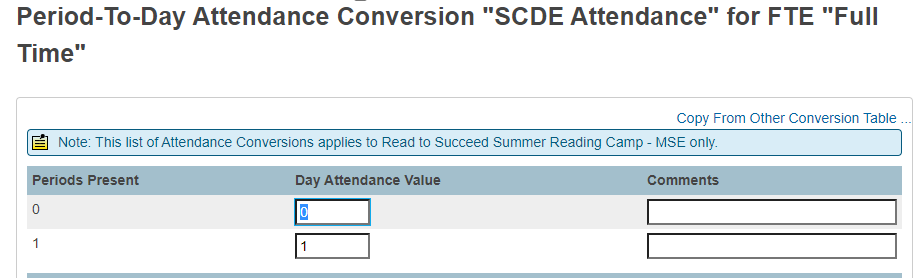 Period-To-Day Attendance Conversion "SCDE Attendance" for FTE "Full
Time"
Copy From Other Conversion Table ...
Note: This list of Attendance Conversions applies to Read to Succeed Summer Reading Camp - MSE only.
Periods Present Day Attendance Value Comments
0 0
1 1